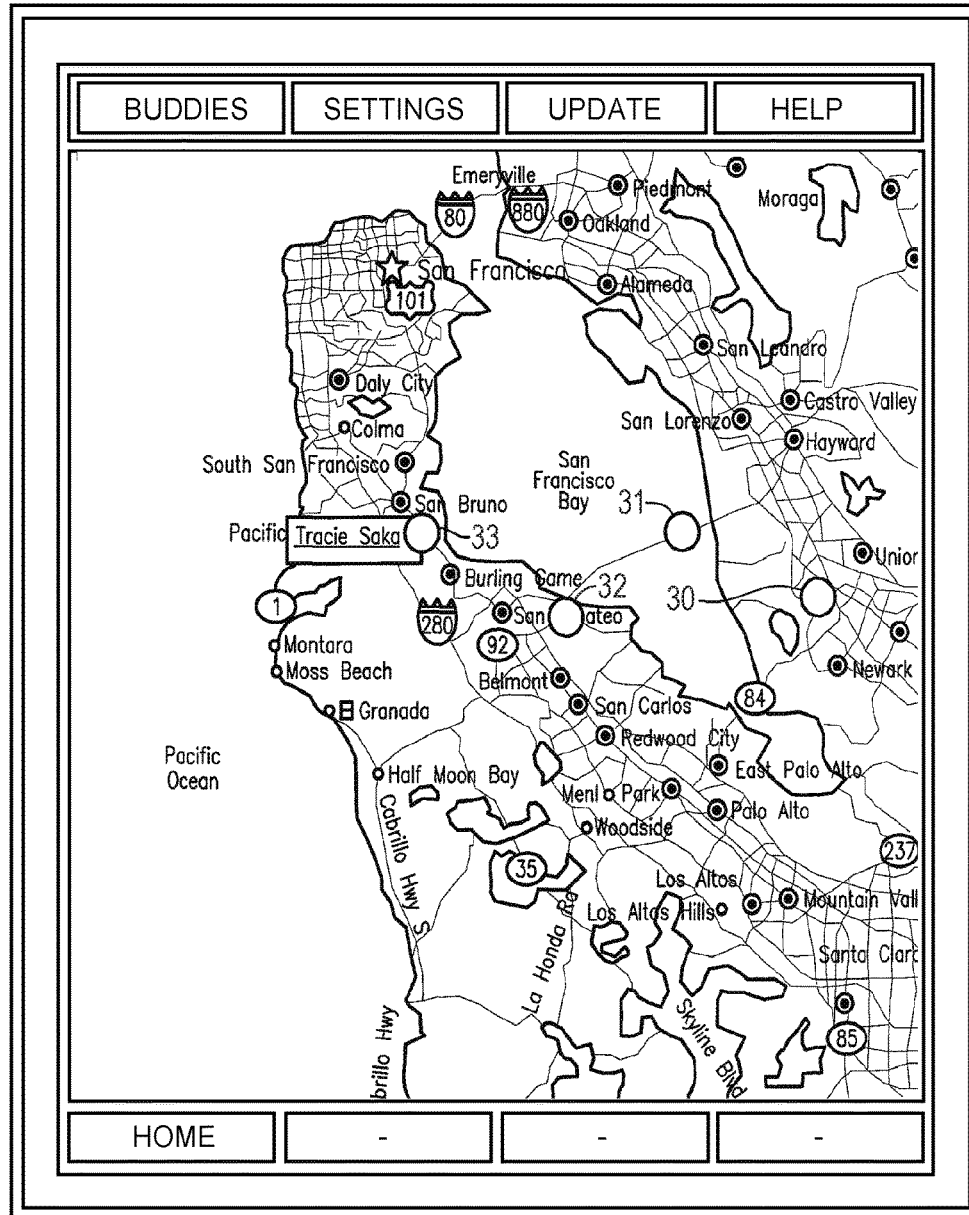 BUDDIES
SETTINGS
UPDATE
HELP
Emeryville
Piedmont
Moraga
80
880
Oakland
San Francisco
101
Alameda
San Leandro
Daly City
Castro Valley
San Lorenzo
Colma
Hayward
South San Francisco
San
Francisco
Bay
San Bruno
31
Pacific
Tracie Saka
33
Union
Burling Game
32
30
1
280
San ateo
92
Montara
Moss Beach
Belmont
Newark
84
San Carlos
Granada
Redwood City
Pacific
Ocean
East Palo Alto
Half Moon Bay
Menl Park
Palo Alto
Woodside
Cabrillo Hwy S
237
35
Los Altos
Los Altos Hills
Mountain Vall
La Honda Rd
Santa Clar
Skyline Blvd
85
brillo Hwy
HOME
-
-
-